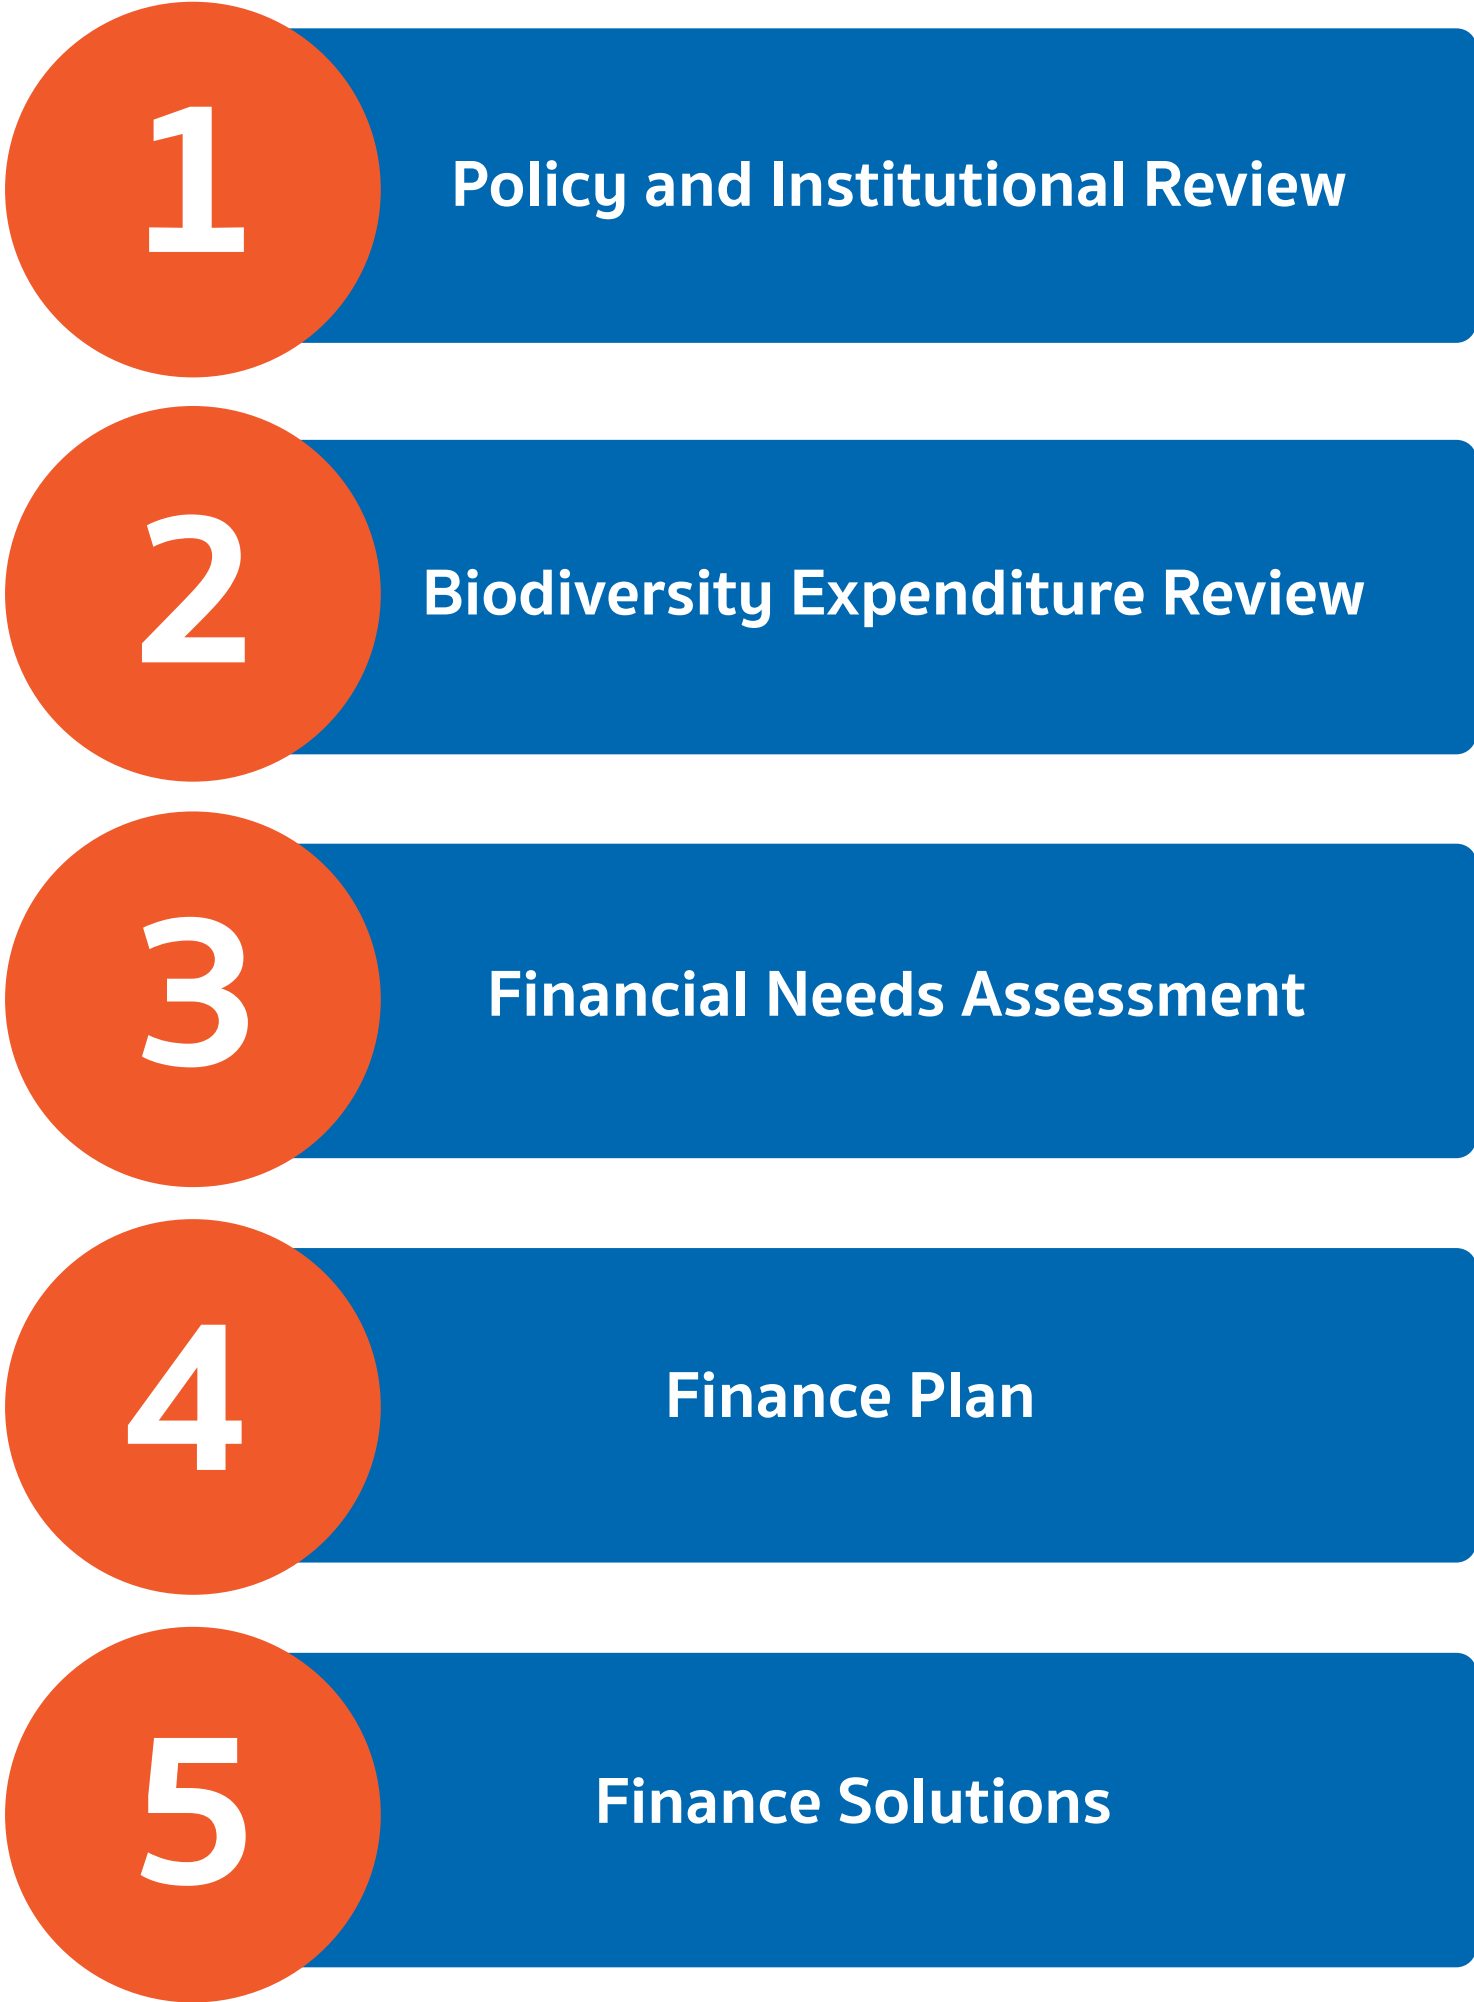 1
Policy and Institutional Review
2
Biodiversity Expenditure Review
3
Financial Needs Assessment
4
Finance Plan
5
Finance Solutions